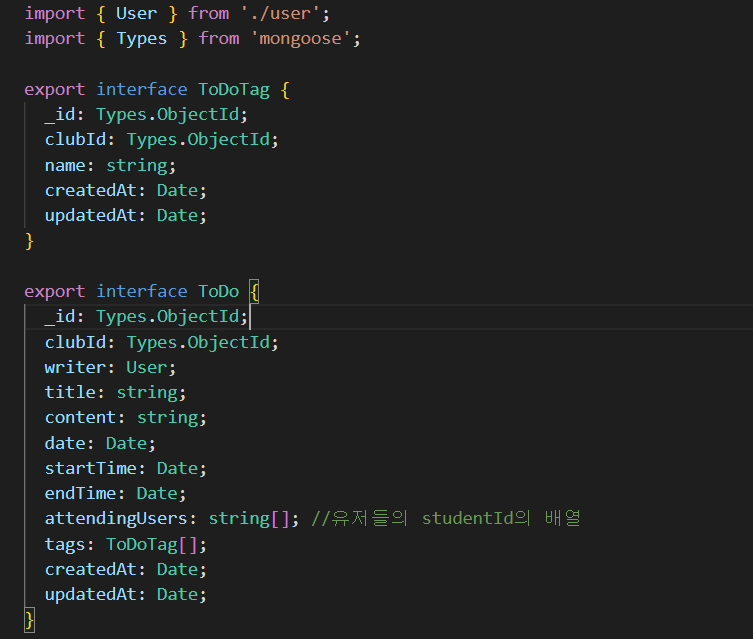 import { User } from './user';
import { Types } from 'mongoose';
export interface ToDoTag {
_id: Types.ObjectId;
clubId: Types.ObjectId;
name: string;
createdAt: Date;
updatedAt: Date;
}
export interface ToDo {
_id: Types.ObjectId;
clubId: Types.ObjectId;
writer: User;
title: string;
content: string;
date: Date;
startTime: Date;
endTime: Date;
attendingUsers: string[]; //유저들의 studentId의 배열
tags: ToDoTag[];
createdAt: Date;
updatedAt: Date;
}